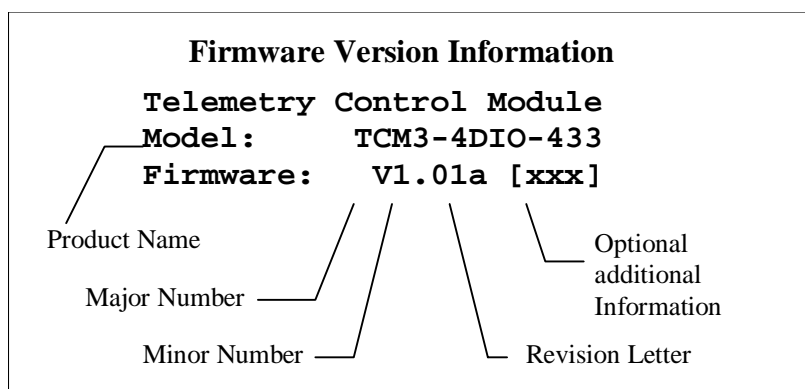 Firmware Version Information
Telemetry Control Module
Model: TCM3-4DIO-433
Firmware: V1.01a [xxx]
Product Name
Optional
additional
Information
Major Number
Minor Number
Revision Letter